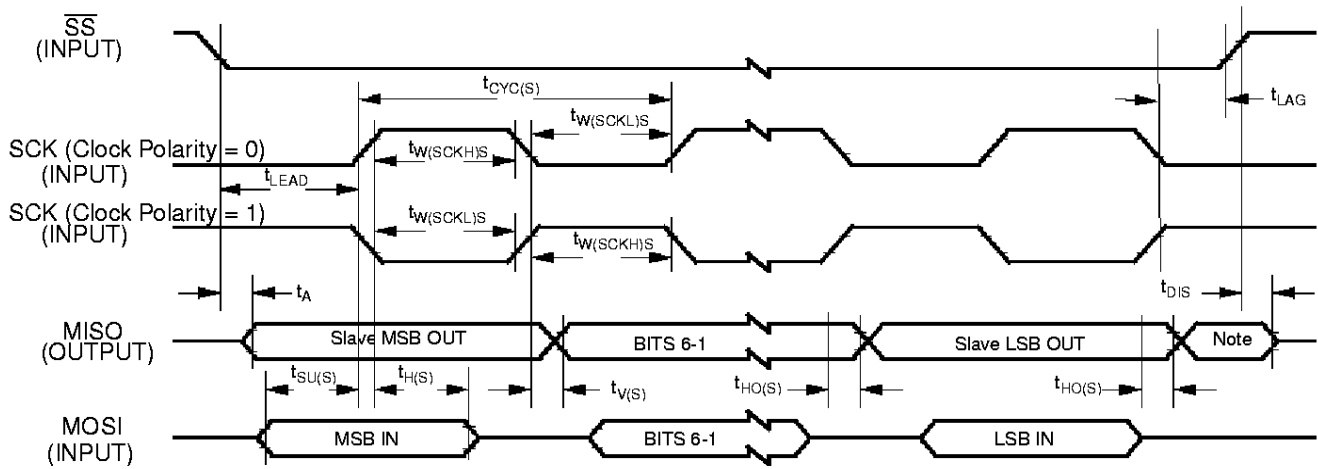 SS
(INPUT)
tCYC(S)
tLAG
tW(SCKL)S
SCK (Clock Polarity = 0)
(INPUT)
tW(SCKH)S
tLEAD
SCK (Clock Polarity = 1)
(INPUT)
tW(SCKL)S
tW(SCKH)S
tA
tDIS
MISO
(OUTPUT)
Slave MSB OUT
BITS 6-1
Slave LSB OUT
Note
tSU(S)
tH(S)
tV(S)
tHO(S)
tHO(S)
MOSI
(INPUT)
MSB IN
BITS 6-1
LSB IN